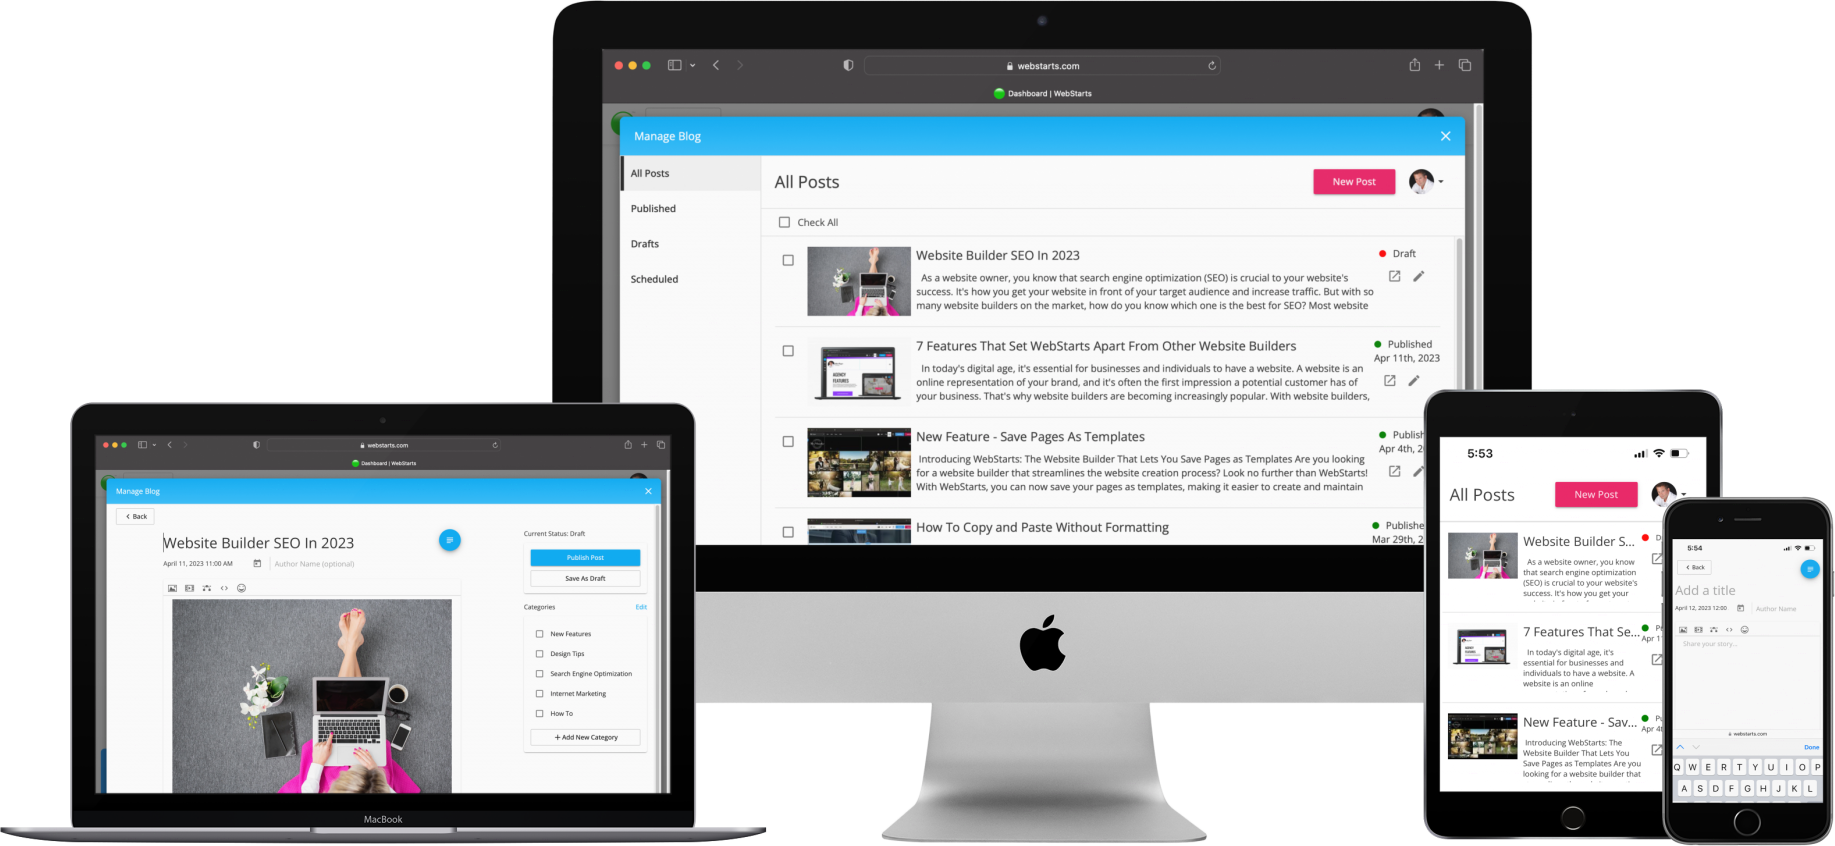 webstarts.com
Dashboard | WebStarts
Manage Blog
All Posts
Published
Drafts
Scheduled
All Posts
New Post
Check All
Website Builder SEO In 2023
Draft
As a website owner, you know that search engine optimization (SEO) is crucial to your website's
success. It's how you get your website in front of your target audience and increase traffic. But with so
many website builders on the market, how do you know which one is the best for SEO? Most website
7 Features That Set WebStarts Apart From Other Website Builders
Published
Apr 11th, 2023
In today's digital age, it's essential for businesses and individuals to have a website. A website is an
online representation of your brand, and it's often the first impression a potential customer has of
your business. That's why website builders are becoming increasingly popular. With website builders,
New Feature - Save Pages As Templates
Publish
Apr 4th, 2
Introducing WebStarts: The Website Builder That Lets You Save Pages as Templates Are you looking
for a website builder that streamlines the website creation process? Look no further than WebStarts!
With WebStarts, you can now save your pages as templates, making it easier to create and maintain
How To Copy and Paste Without Formatting
Publishe
Mar 29th, 2
webstarts.com
Dashboard | WebStarts
Manage Blog
< Back
Website Builder SEO In 2023
April 11, 2023 11:00 AM
Author Name (optional)
Current Status: Draft
Publish Post
Save As Draft
Categories
Edit
New Features
Design Tips
Search Engine Optimization
Internet Marketing
How To
+ Add New Category
MacBook
5:53
All Posts
New Post
Website Builder S...
D
As a website owner, you
know that search engine
optimization (SEO) is crucial
to your website's
success. It's how you get your
7 Features That Se...
P
Apr 1
In today's digital age, it's
essential for businesses and
individuals to have a website. A
website is an online
New Feature - Sav...
Pu
Apr 4t
Introducing WebStarts: The
Website Builder That Lets You
Save Pages as Templates Are you
looking for a website builder that
5:54
< Back
Add a title
April 12, 2023 12:00
Author Name
Share your story...
webstarts.com
Done
Q W E R T Y U I O P
A S D F G H J K L